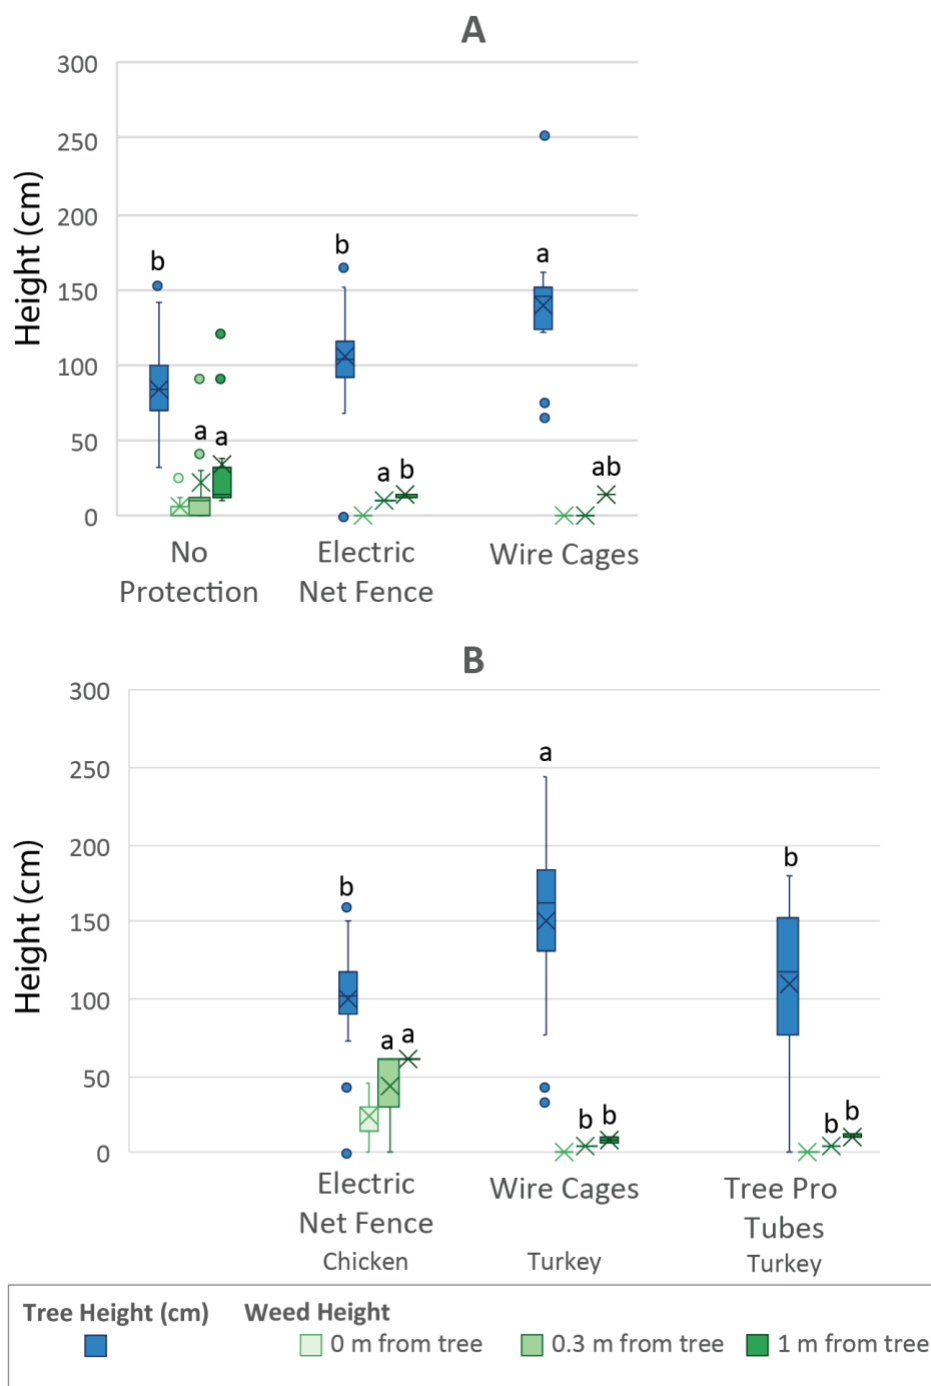 A
300
250
200
150
100
50
0
Height (cm)
b
a
a
b
a
b
a
ab
No
Protection
Electric
Net Fence
Wire Cages
B
300
250
200
150
100
50
0
Height (cm)
b
a
a
a
b
b
b
b
b
Electric
Net Fence
Chicken
Wire Cages
Turkey
Tree Pro
Tubes
Turkey
Tree Height (cm)
Weed Height
0 m from tree
0.3 m from tree
1 m from tree